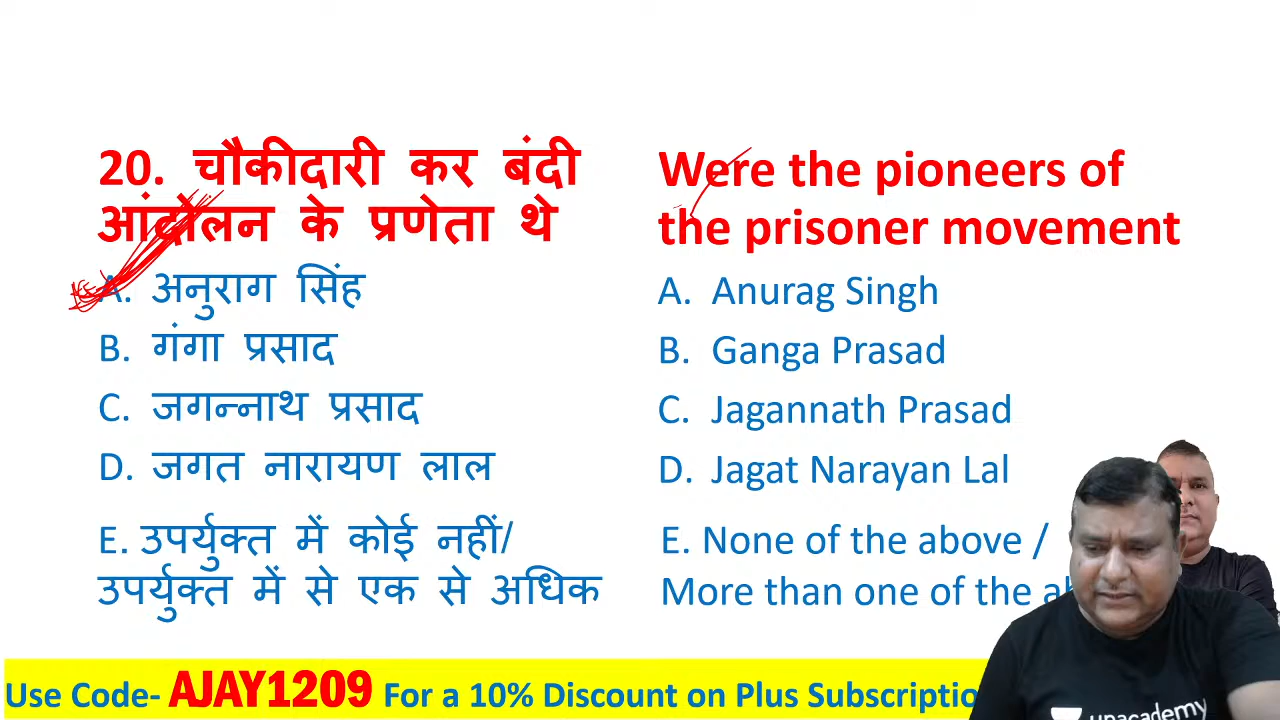 20. चौकीदारी कर बंदी
आंदोलन के प्रणेता थे
A. अनुराग सिंह
B. गंगा प्रसाद
C. जगन्नाथ प्रसाद
D. जगत नारायण लाल
E. उपर्युक्त में कोई नहीं/
उपर्युक्त में से एक से अधिक
Were the pioneers of
the prisoner movement
A. Anurag Singh
B. Ganga Prasad
C. Jagannath Prasad
D. Jagat Narayan Lal
E. None of the above /
More than one of the
Use Code- AJAY1209 For a 10% Discount on Plus
unacademy